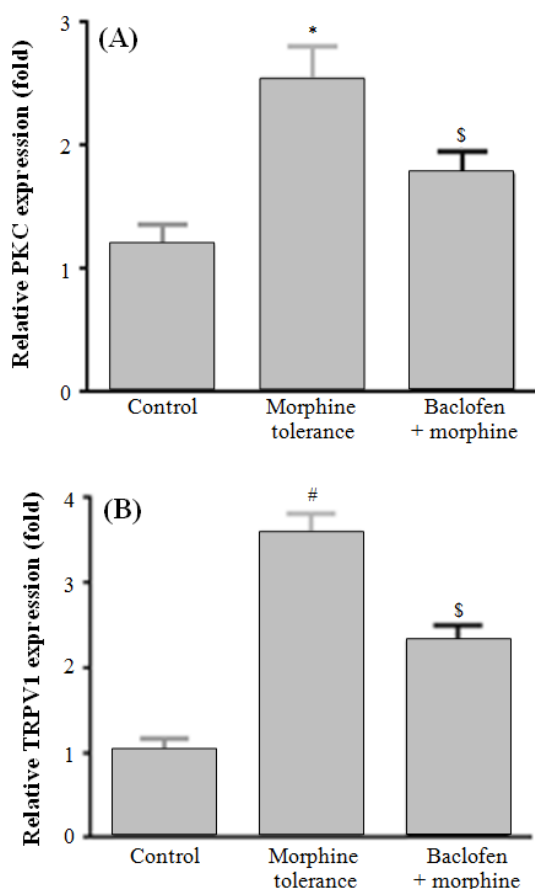 (A)
Relative PKC expression (fold)
3
2
1
0
*
$
Control
Morphine
tolerance
Baclofen
+ morphine
(B)
Relative TRPV1 expression (fold)
4
3
2
1
0
#
$
Control
Morphine
tolerance
Baclofen
+ morphine